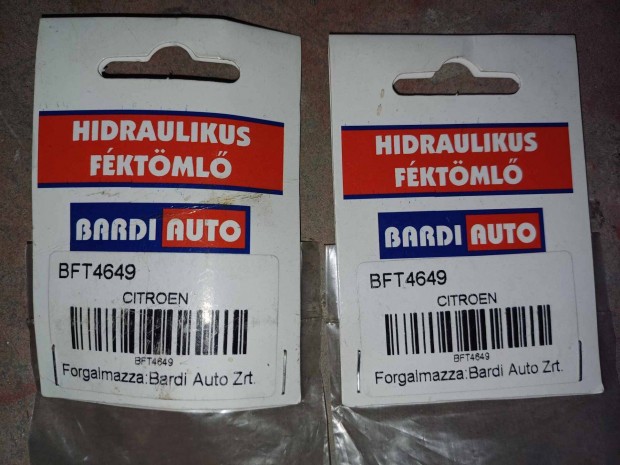 HIDRAULIKUS
FÉKTÖMLŐ
BARDI AUTO
BFT4649
CITROEN
BFT4649
Forgalmazza:Bardi Auto Zrt.
HIDRAULIKUS
FÉKTÖMLŐ
BARDI AUTO
BFT4649
CITROEN
BFT4649
Forgalmazza:Bardi Auto Zrt.